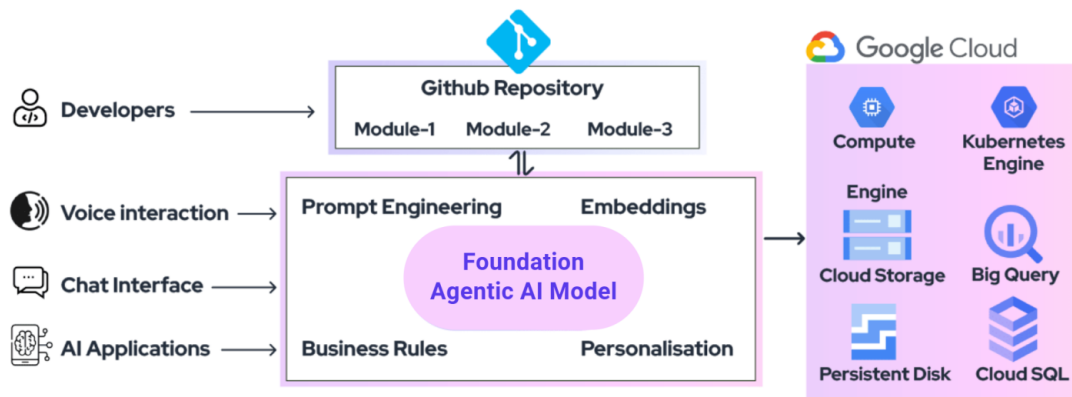 Google Cloud
Github Repository
Developers
Module-1 Module-2 Module-3
Compute
Kubernetes
Engine
Engine
Voice interaction
Prompt Engineering
Embeddings
Foundation
Agentic AI Model
Chat Interface
Cloud Storage
Big Query
AI Applications
Business Rules
Personalisation
Persistent Disk
Cloud SQL